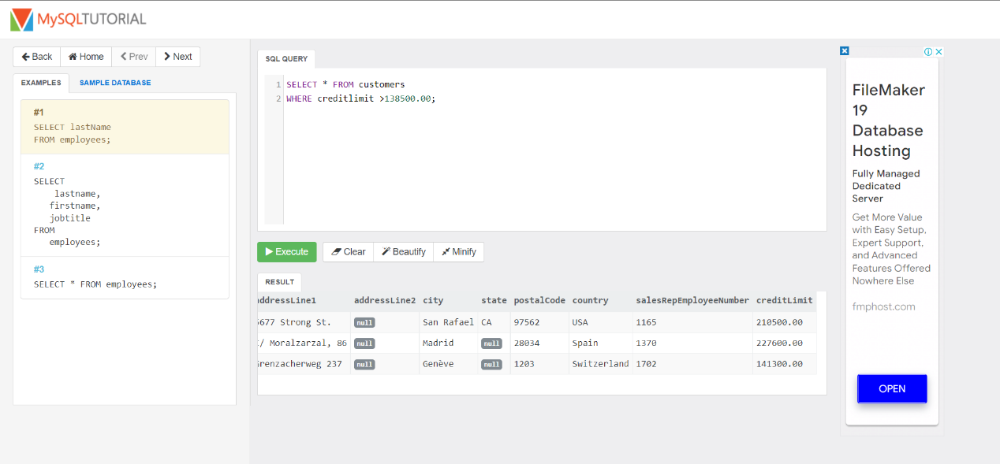 MySQLTUTORIAL
Back Home Prev Next
EXAMPLES SAMPLE DATABASE
#1
SELECT lastName
FROM employees;
#2
SELECT
lastname,
firstname,
jobtitle
FROM
employees;
#3
SELECT * FROM employees;
SQL QUERY
1 SELECT * FROM customers
2 WHERE creditlimit >138500.00;
Execute Clear Beautify Minify
RESULT
addressLine1 addressLine2 city state postalCode country salesRepEmployeeNumber creditLimit
5677 Strong St. null San Rafael CA 97562 USA 1165 210500.00
C/ Moralzarzal, 86 null Madrid null 28034 Spain 1370 227600.00
Grenzacherweg 237 null Genève null 1203 Switzerland 1702 141300.00
FileMaker
19
Database
Hosting
Fully Managed
Dedicated
Server
Get More Value
with Easy Setup,
Expert Support,
and Advanced
Features Offered
Nowhere Else
fmphost.com
OPEN